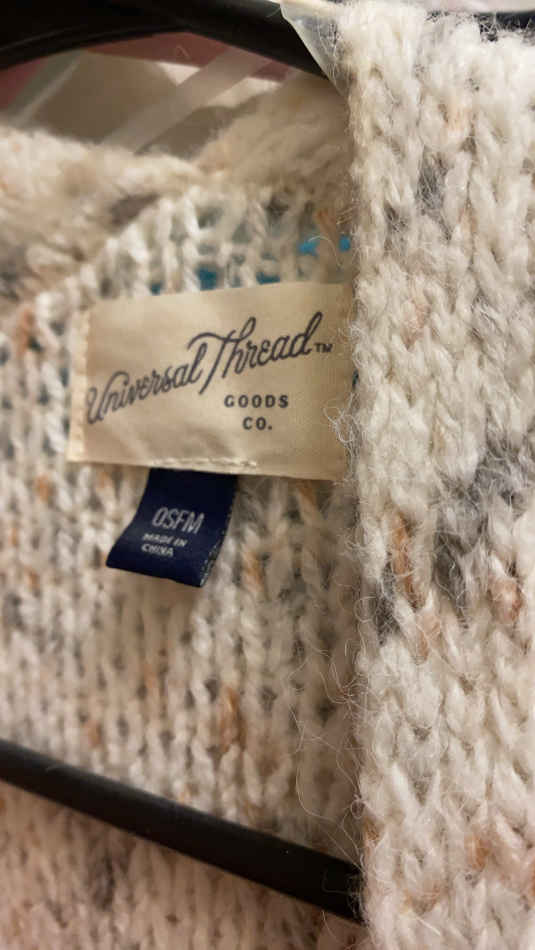 Universal Thread™
GOODS
CO.
OSFM
MADE IN
CHINA